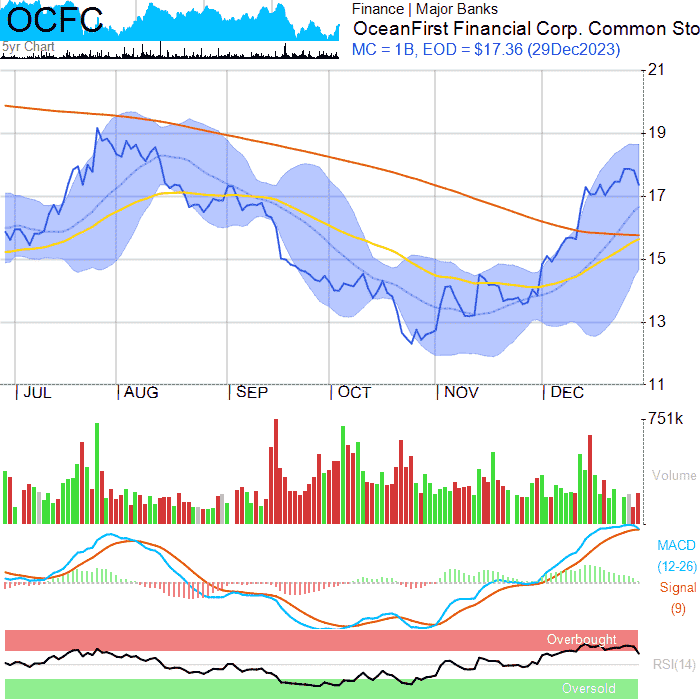 OCFC
5yr Chart
Finance | Major Banks
OceanFirst Financial Corp. Common Sto
MC = 1B, EOD = $17.36 (29Dec2023)
21
19
17
15
13
11
| JUL | AUG | SEP | OCT | NOV | DEC
751k
Volume
MACD
(12-26)
Signal
(9)
Overbought
RSI(14)
Oversold